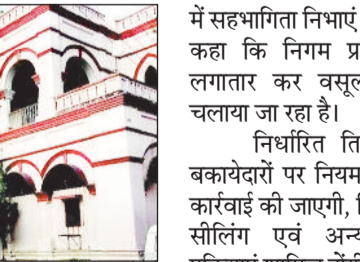 में सहभागिता निभाएं
कहा कि निगम प्र
लगातार कर वसूल
चलाया जा रहा है।
निर्धारित ति
बकायेदारों पर नियम
कार्रवाई की जाएगी,
सीलिंग एवं अन्य